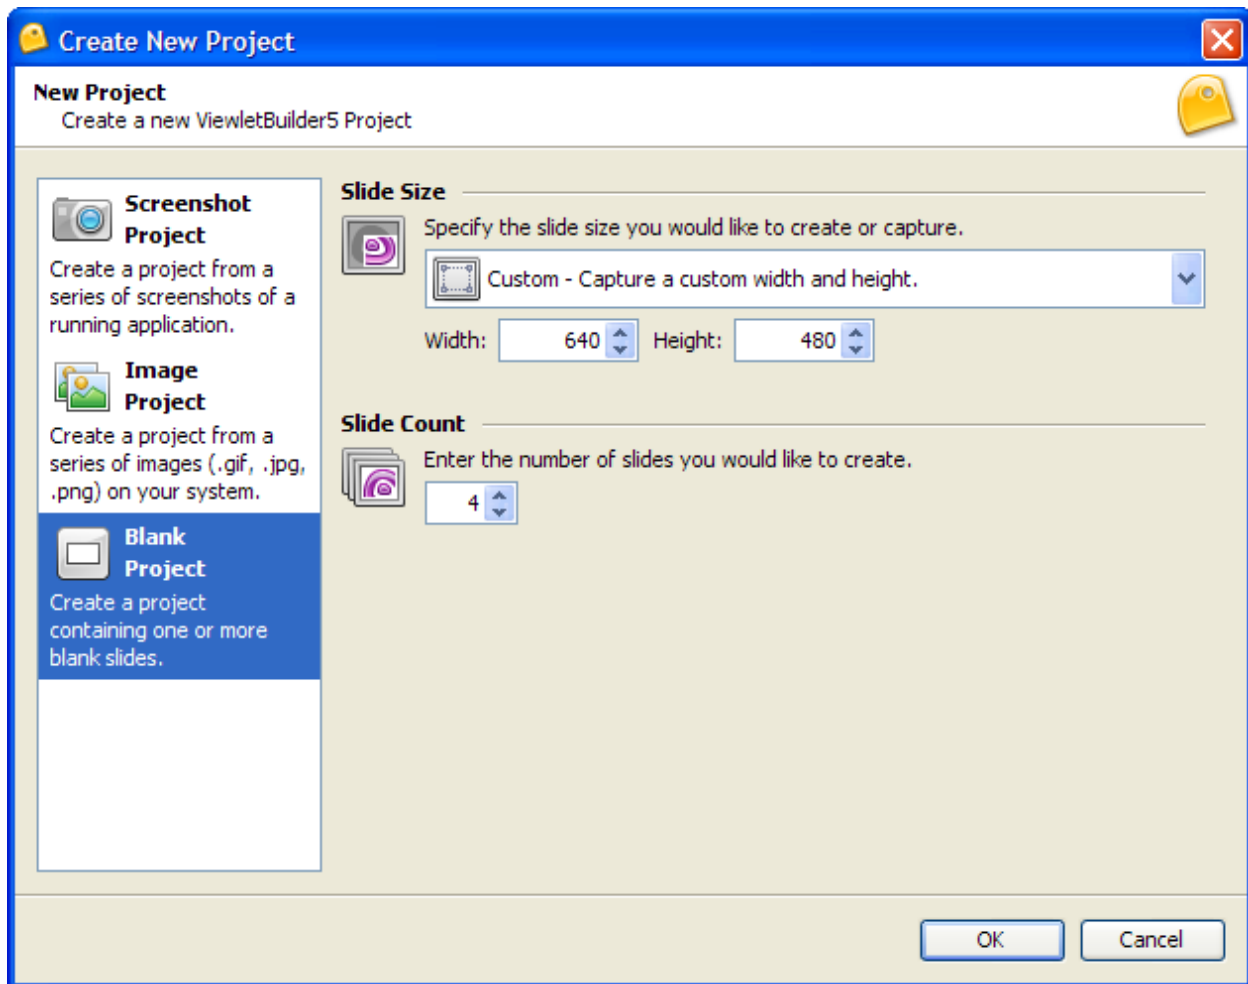 Create New Project
New Project
Create a new ViewletBuilder5 Project
Screenshot
Project
Create a project from a
series of screenshots of a
running application.
Image
Project
Create a project from a
series of images (.gif, .jpg,
.png) on your system.
Blank
Project
Create a project
containing one or more
blank slides.
Slide Size
Specify the slide size you would like to create or capture.
Custom - Capture a custom width and height.
Width: 640 Height: 480
Slide Count
Enter the number of slides you would like to create.
4
OK Cancel